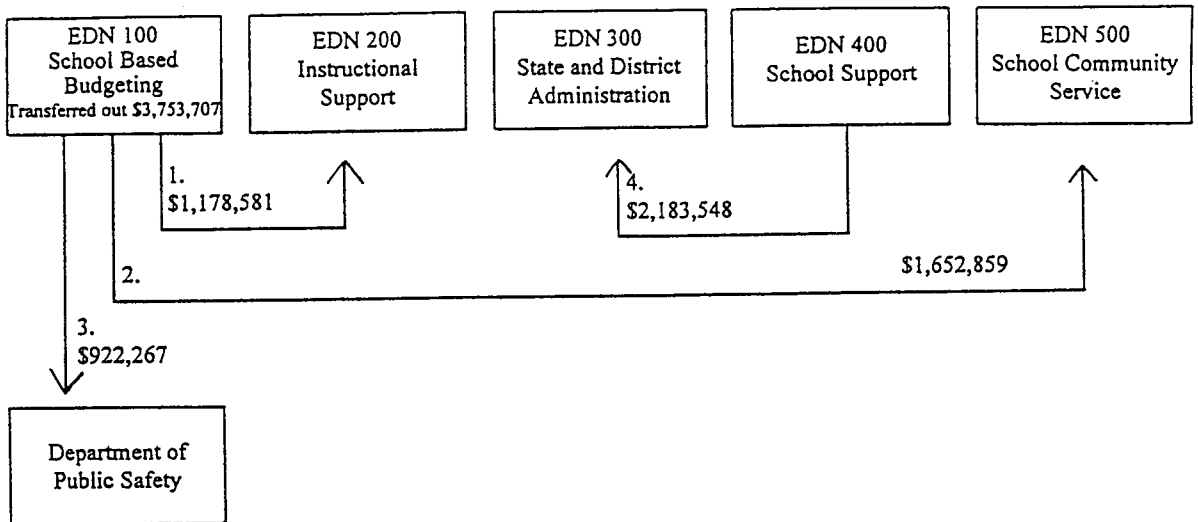 EDN 100
School Based
Budgeting
Transferred out $3,753,707
EDN 200
Instructional
Support
EDN 300
State and District
Administration
EDN 400
School Support
EDN 500
School Community
Service
1.
$1,178,581
4.
$2,183,548
2.
$1,652,859
3.
$922,267
Department of
Public Safety